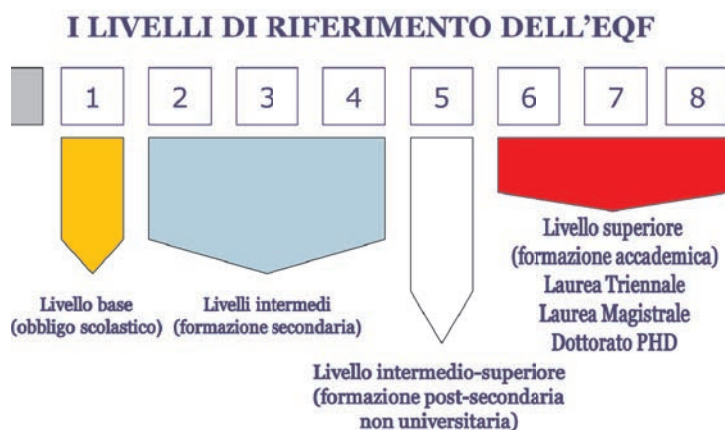 I LIVELLI DI RIFERIMENTO DELL'EQF
1 2 3 4 5 6 7 8
Livello base
(obbligo scolastico)
Livelli intermedi
(formazione secondaria)
Livello intermedio-superiore
(formazione post-secondaria
non universitaria)
Livello superiore
(formazione accademica)
Laurea Triennale
Laurea Magistrale
Dottorato PHD